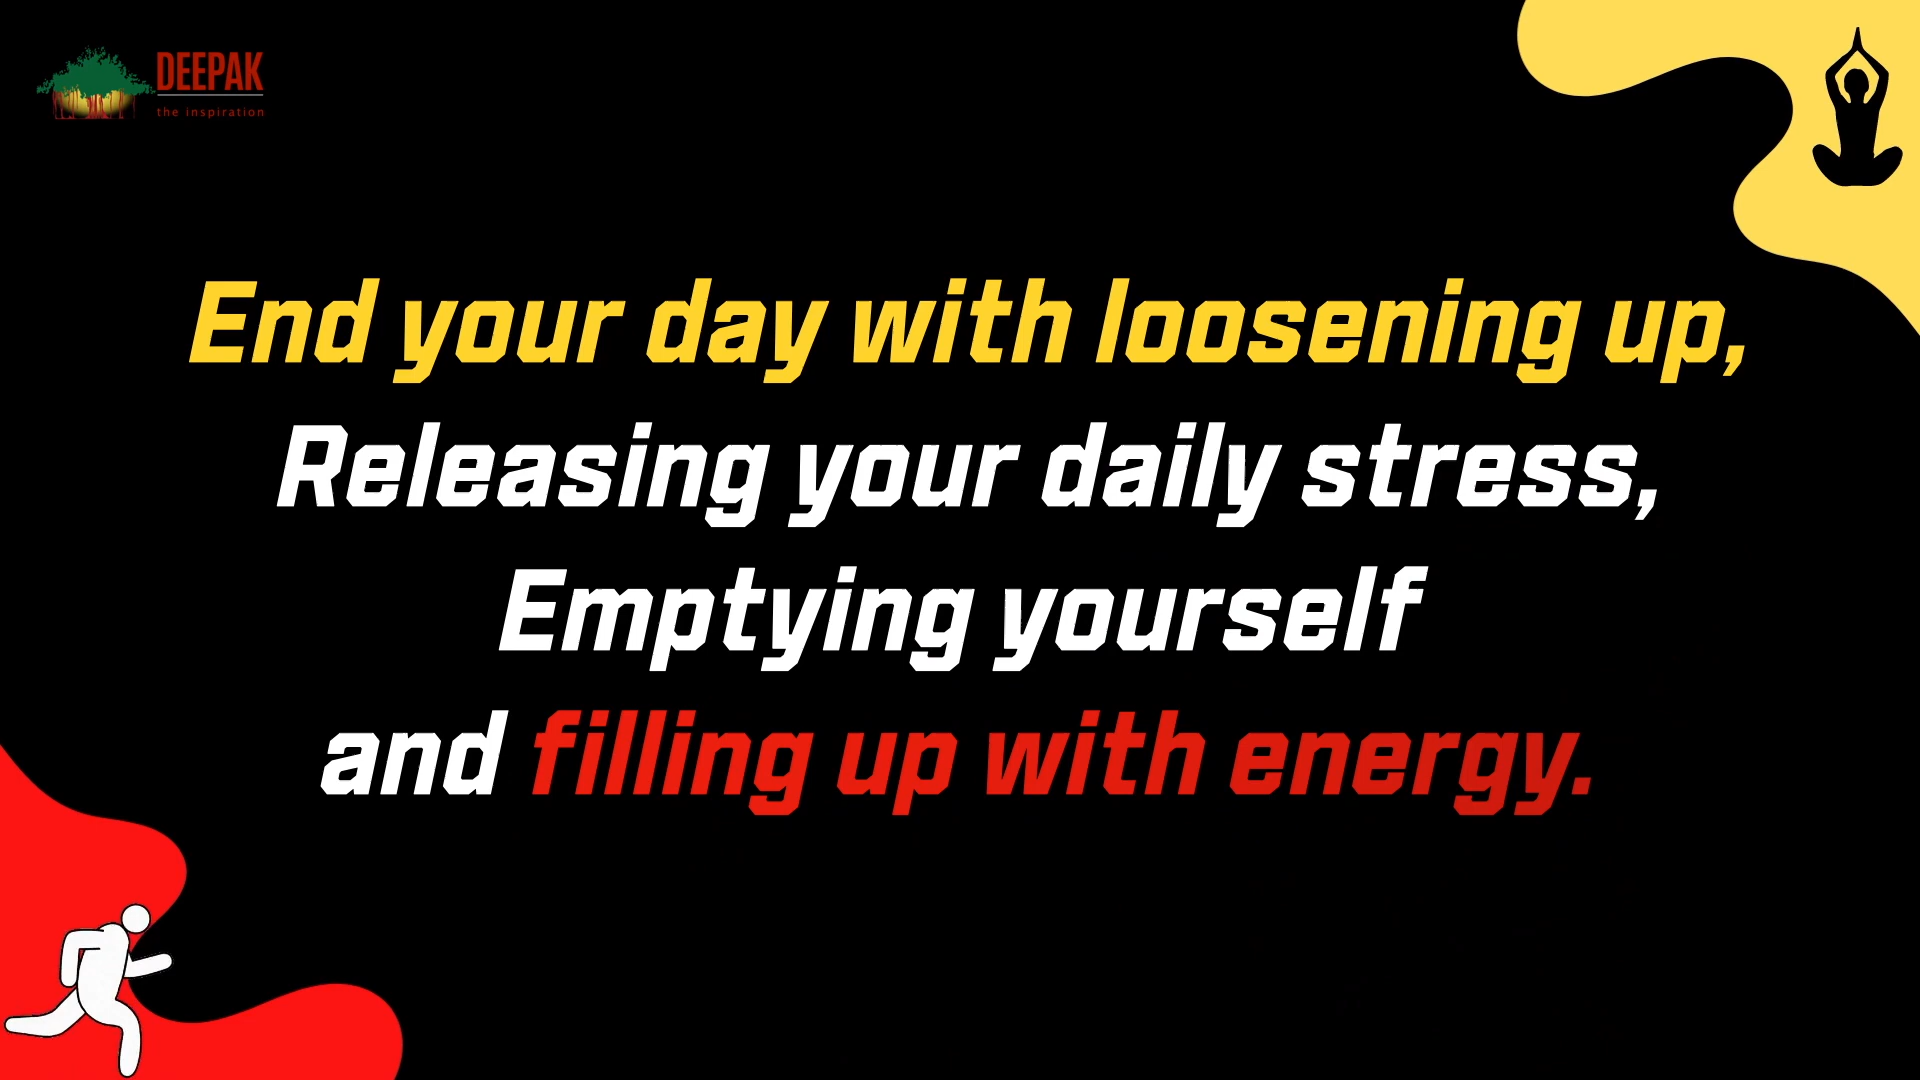 DEEPAK
the inspiration
End your day with loosening up,
Releasing your daily stress,
Emptying yourself
and filling up with energy.